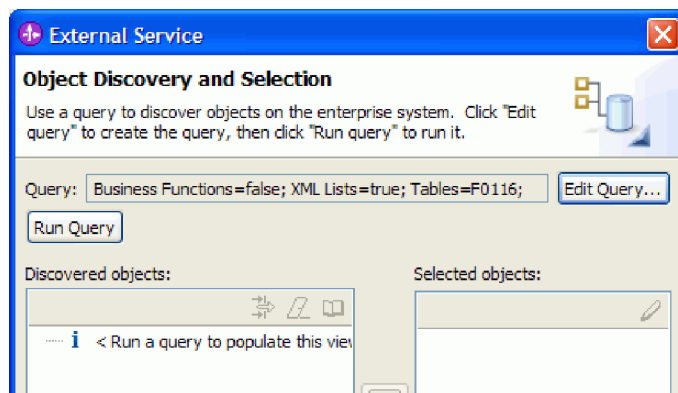 External Service
Object Discovery and Selection
Use a query to discover objects on the enterprise system. Click "Edit
query" to create the query, then click "Run query" to run it.
Query: Business Functions=false; XML Lists=true; Tables=F0116; Edit Query...
Run Query
Discovered objects: Selected objects:
< Run a query to populate this view